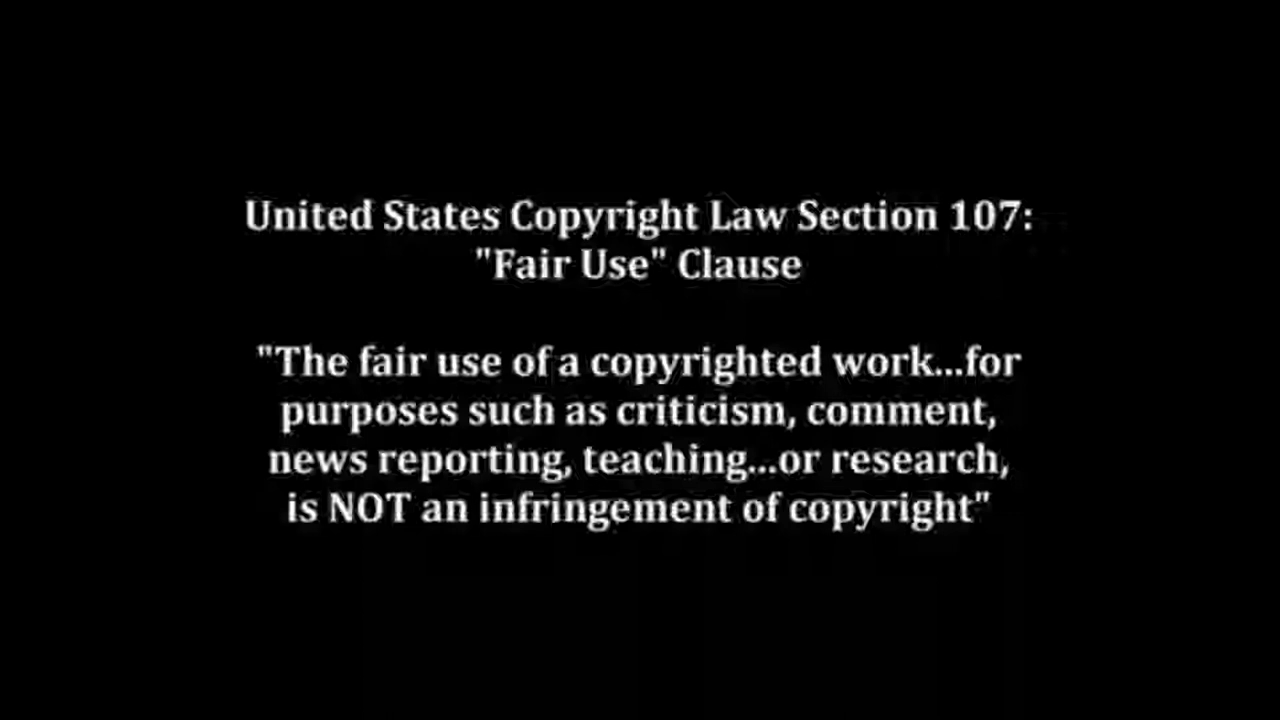 United States Copyright Law Section 107:
"Fair Use" Clause
"The fair use of a copyrighted work...for
purposes such as criticism, comment,
news reporting, teaching...or research,
is NOT an infringement of copyright"